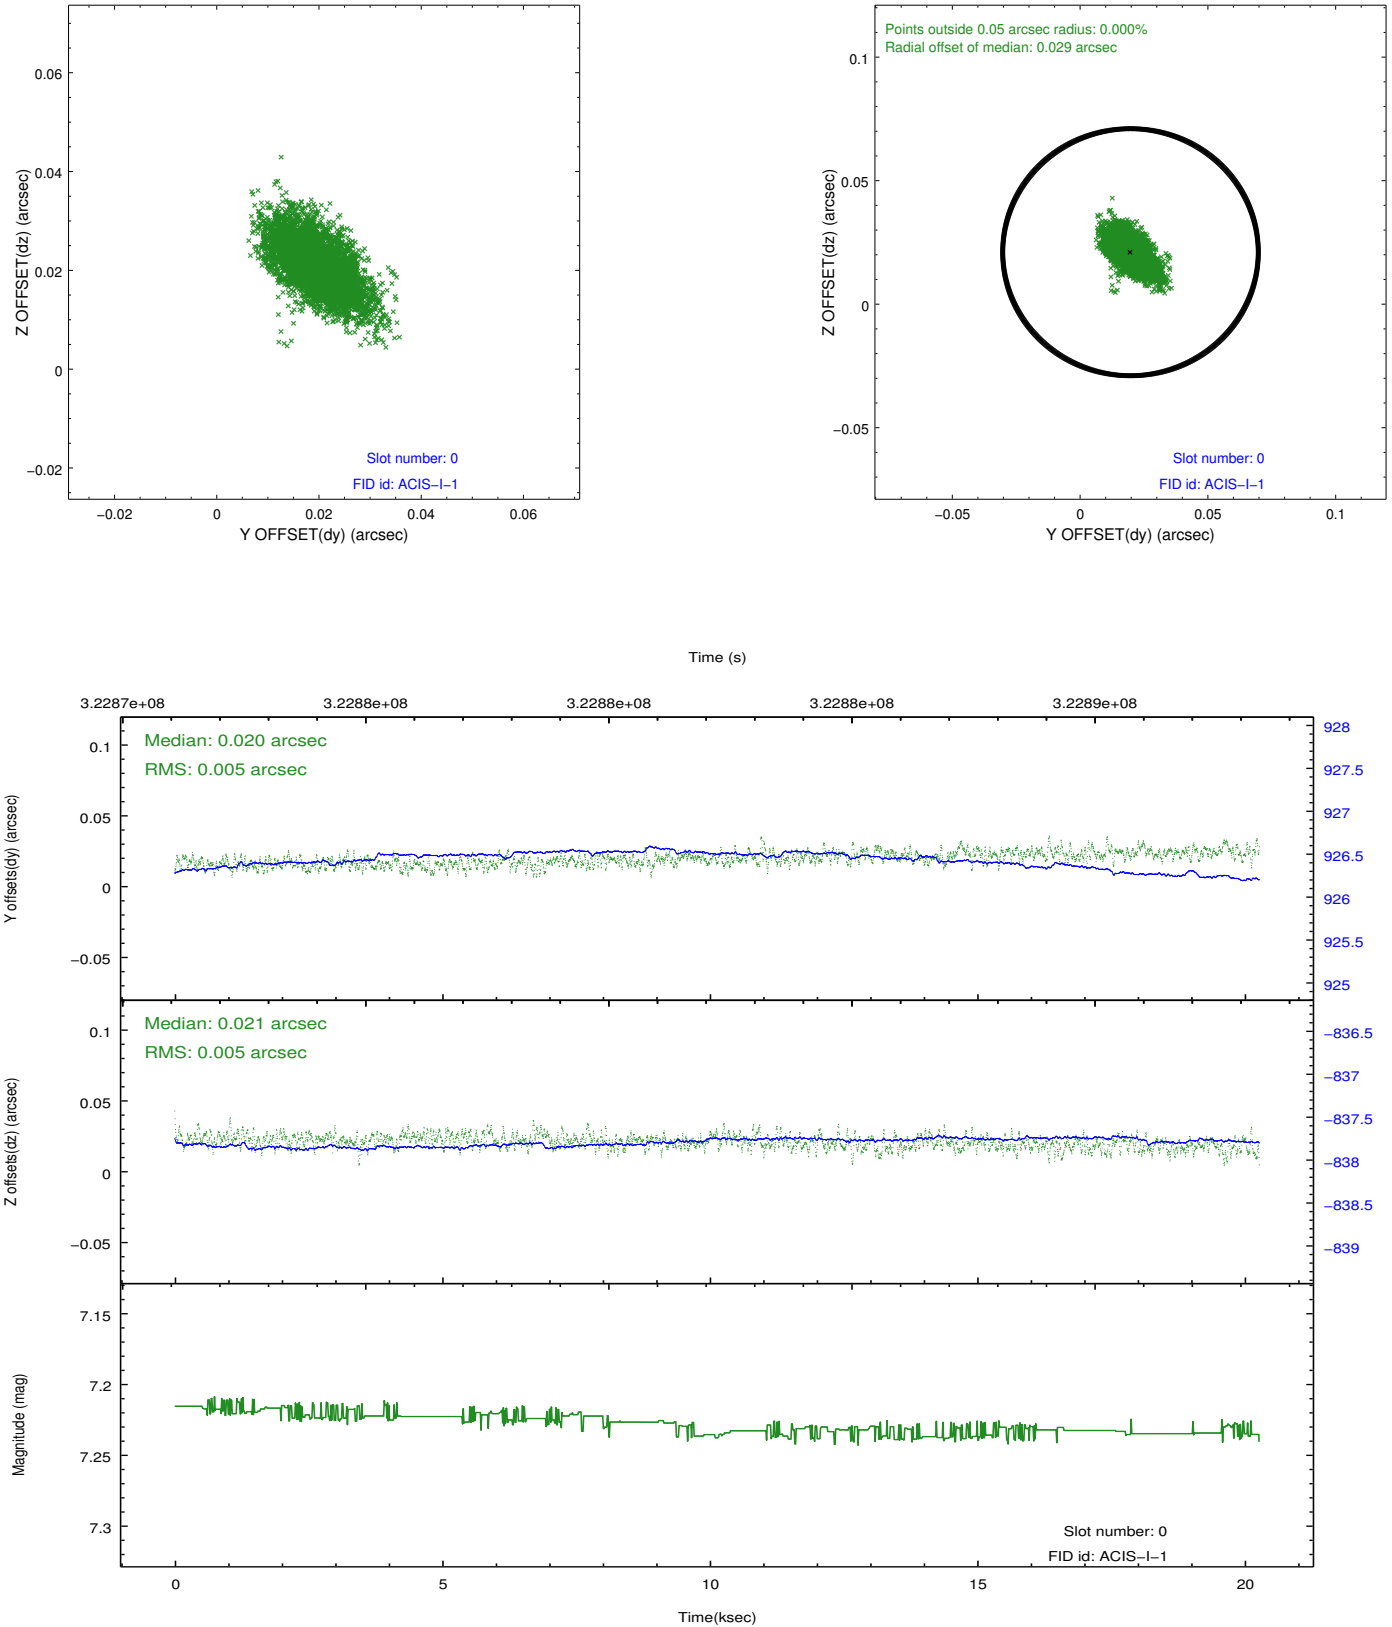 0.06
0.04
0.02
0
−0.02
Z OFFSET(dz) (arcsec)
Slot number: 0
FID id: ACIS−I−1
−0.02 0 0.02 0.04 0.06
Y OFFSET(dy) (arcsec)
Points outside 0.05 arcsec radius: 0.000%
Radial offset of median: 0.029 arcsec
0.1
0.05
0
−0.05
Z OFFSET(dz) (arcsec)
Slot number: 0
FID id: ACIS−I−1
−0.05 0 0.05 0.1
Y OFFSET(dy) (arcsec)
Time (s)
3.2287e+08 3.2288e+08 3.2288e+08 3.2288e+08 3.2289e+08
Median: 0.020 arcsec
RMS: 0.005 arcsec
0.1
0.05
0
−0.05
Y offsets(dy) (arcsec)
928
927.5
927
926.5
926
925.5
925
Median: 0.021 arcsec
RMS: 0.005 arcsec
0.1
0.05
0
−0.05
Z offsets(dz) (arcsec)
−836.5
−837
−837.5
−838
−838.5
−839
7.15
7.2
7.25
7.3
Magnitude (mag)
Slot number: 0
FID id: ACIS−I−1
0 5 10 15 20
Time(ksec)